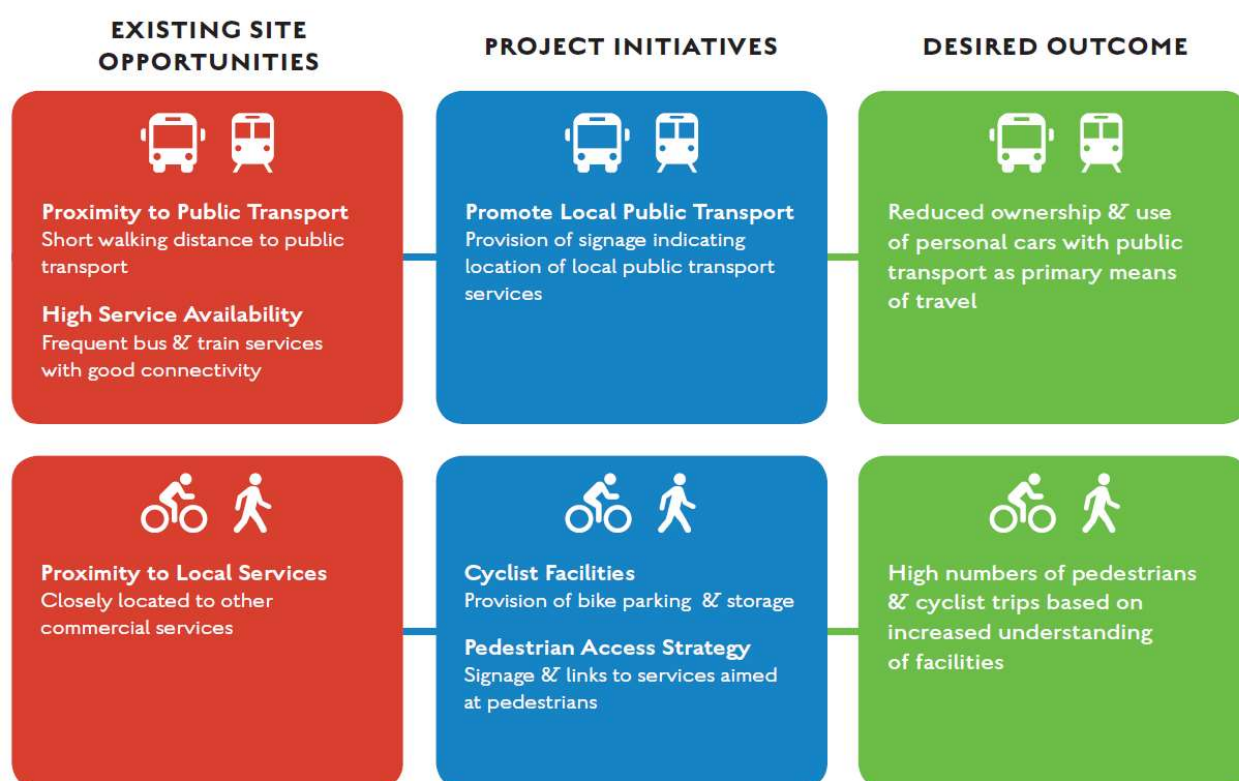 EXISTING SITE
OPPORTUNITIES
PROJECT INITIATIVES
DESIRED OUTCOME
Proximity to Public Transport
Short walking distance to public
transport
High Service Availability
Frequent bus & train services
with good connectivity
Promote Local Public Transport
Provision of signage indicating
location of local public transport
services
Reduced ownership & use
of personal cars with public
transport as primary means
of travel
Proximity to Local Services
Closely located to other
commercial services
Cyclist Facilities
Provision of bike parking & storage
Pedestrian Access Strategy
Signage & links to services aimed
at pedestrians
High numbers of pedestrians
& cyclist trips based on
increased understanding
of facilities